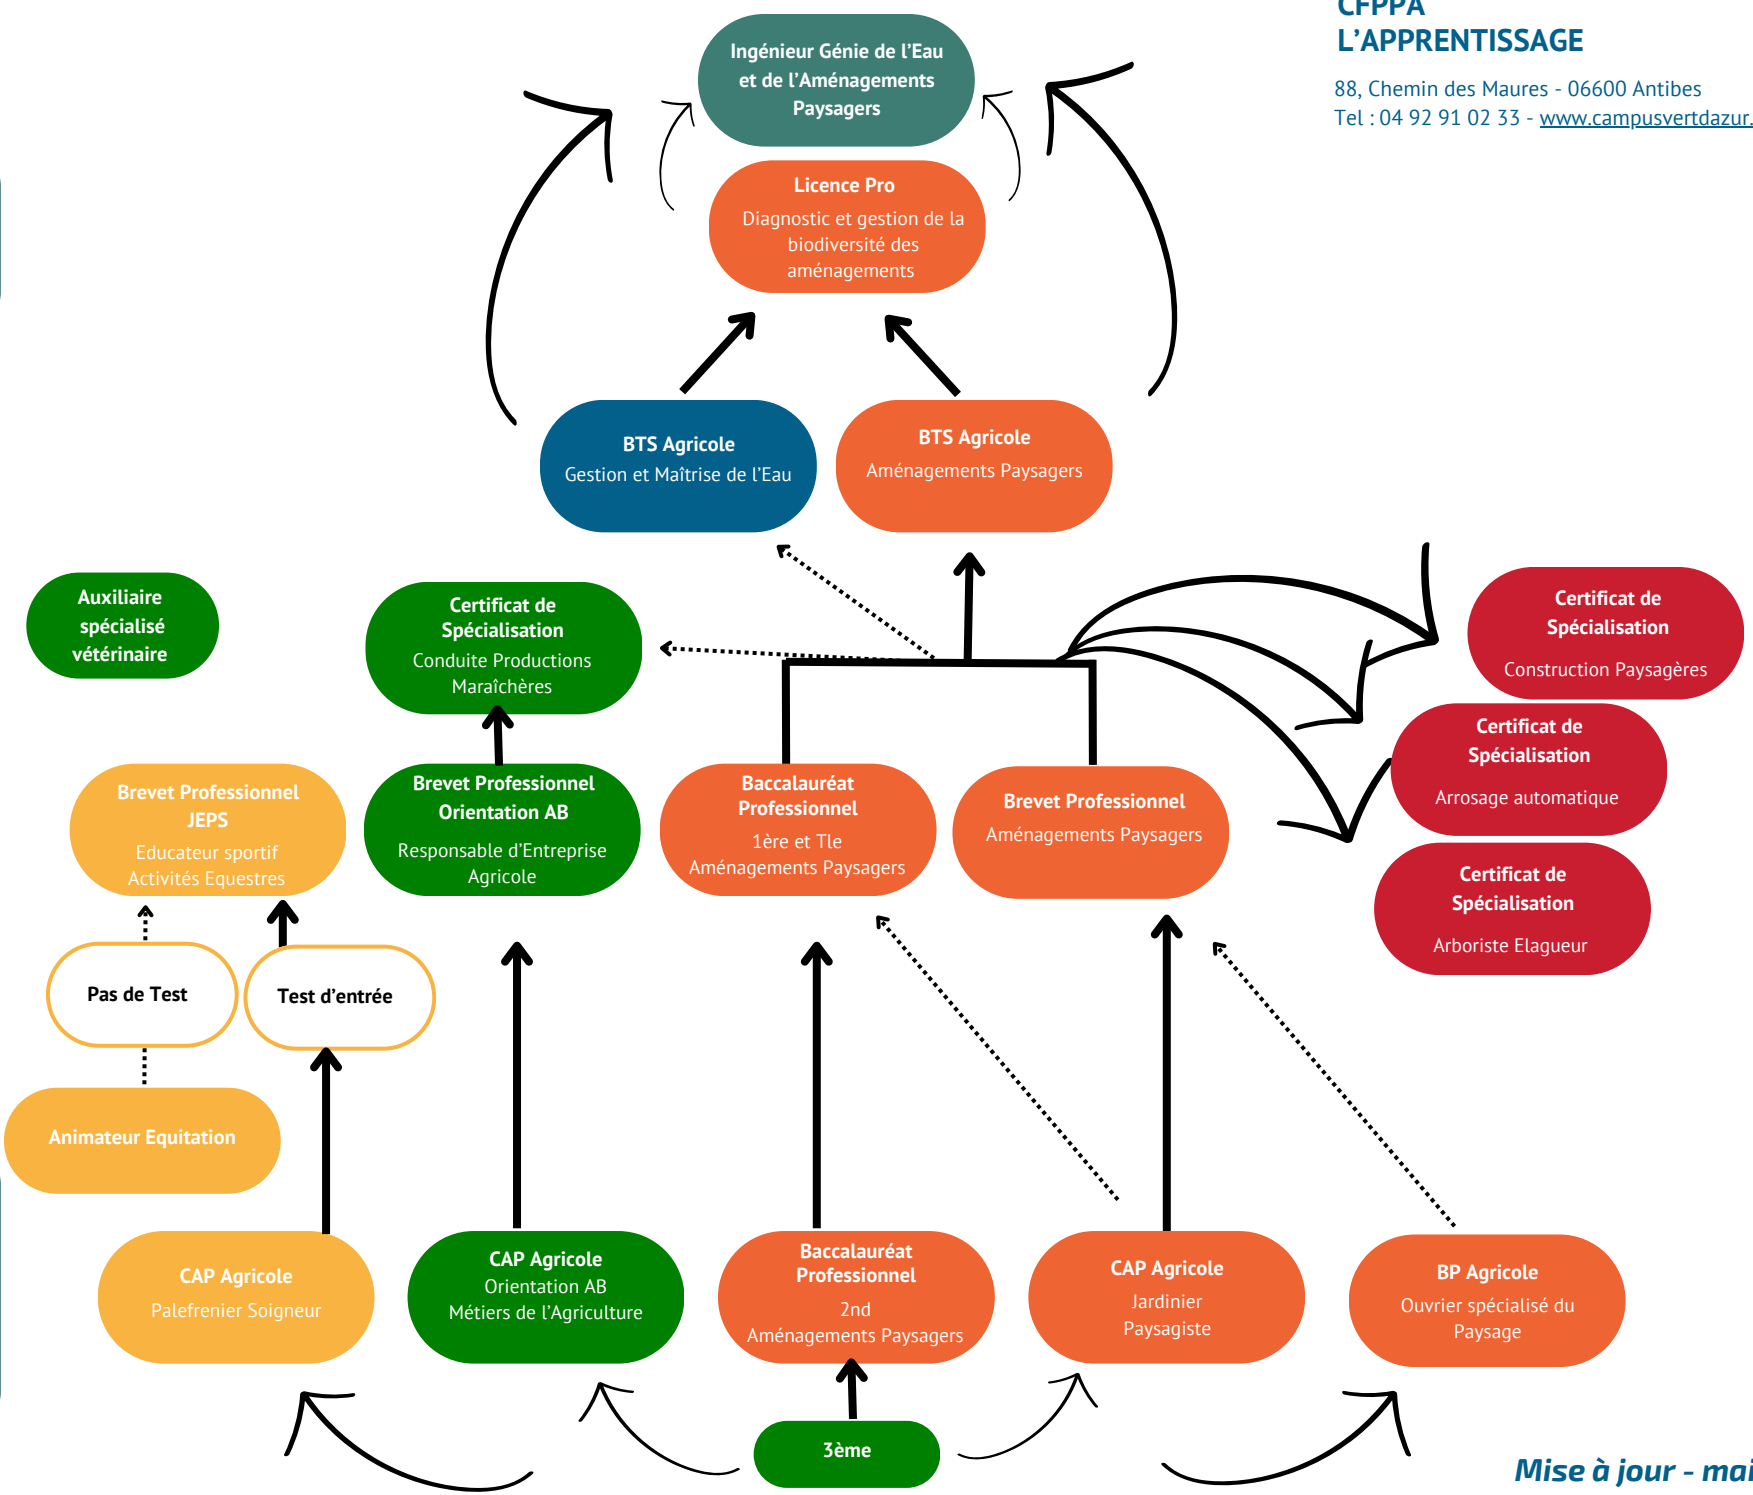 CFPPA
L’APPRENTISSAGE
88, Chemin des Maures - 06600 Antibes
Tel : 04 92 91 02 33 - www.campusvertdazur.
Ingénieur Génie de l’Eau
et de l’Aménagements
Paysagers
Licence Pro
Diagnostic et gestion de la
biodiversité des
aménagements
BTS Agricole
Gestion et Maîtrise de l’Eau
BTS Agricole
Aménagements Paysagers
Auxiliaire
spécialisé
vétérinaire
Certificat de
Spécialisation
Conduite Productions
Maraîchères
Certificat de
Spécialisation
Construction Paysagères
Certificat de
Spécialisation
Arrosage automatique
Certificat de
Spécialisation
Arboriste Elagueur
Brevet Professionnel
JEPS
Educateur sportif
Activités Equestres
Brevet Professionnel
Orientation AB
Responsable d’Entreprise
Agricole
Baccalauréat
Professionnel
1ère et Tle
Aménagements Paysagers
Brevet Professionnel
Aménagements Paysagers
Pas de Test
Test d’entrée
Animateur Equitation
CAP Agricole
Palefrenier Soigneur
CAP Agricole
Orientation AB
Métiers de l’Agriculture
Baccalauréat
Professionnel
2nd
Aménagements Paysagers
CAP Agricole
Jardinier
Paysagiste
BP Agricole
Ouvrier spécialisé du
Paysage
3ème
Mise à jour - mai